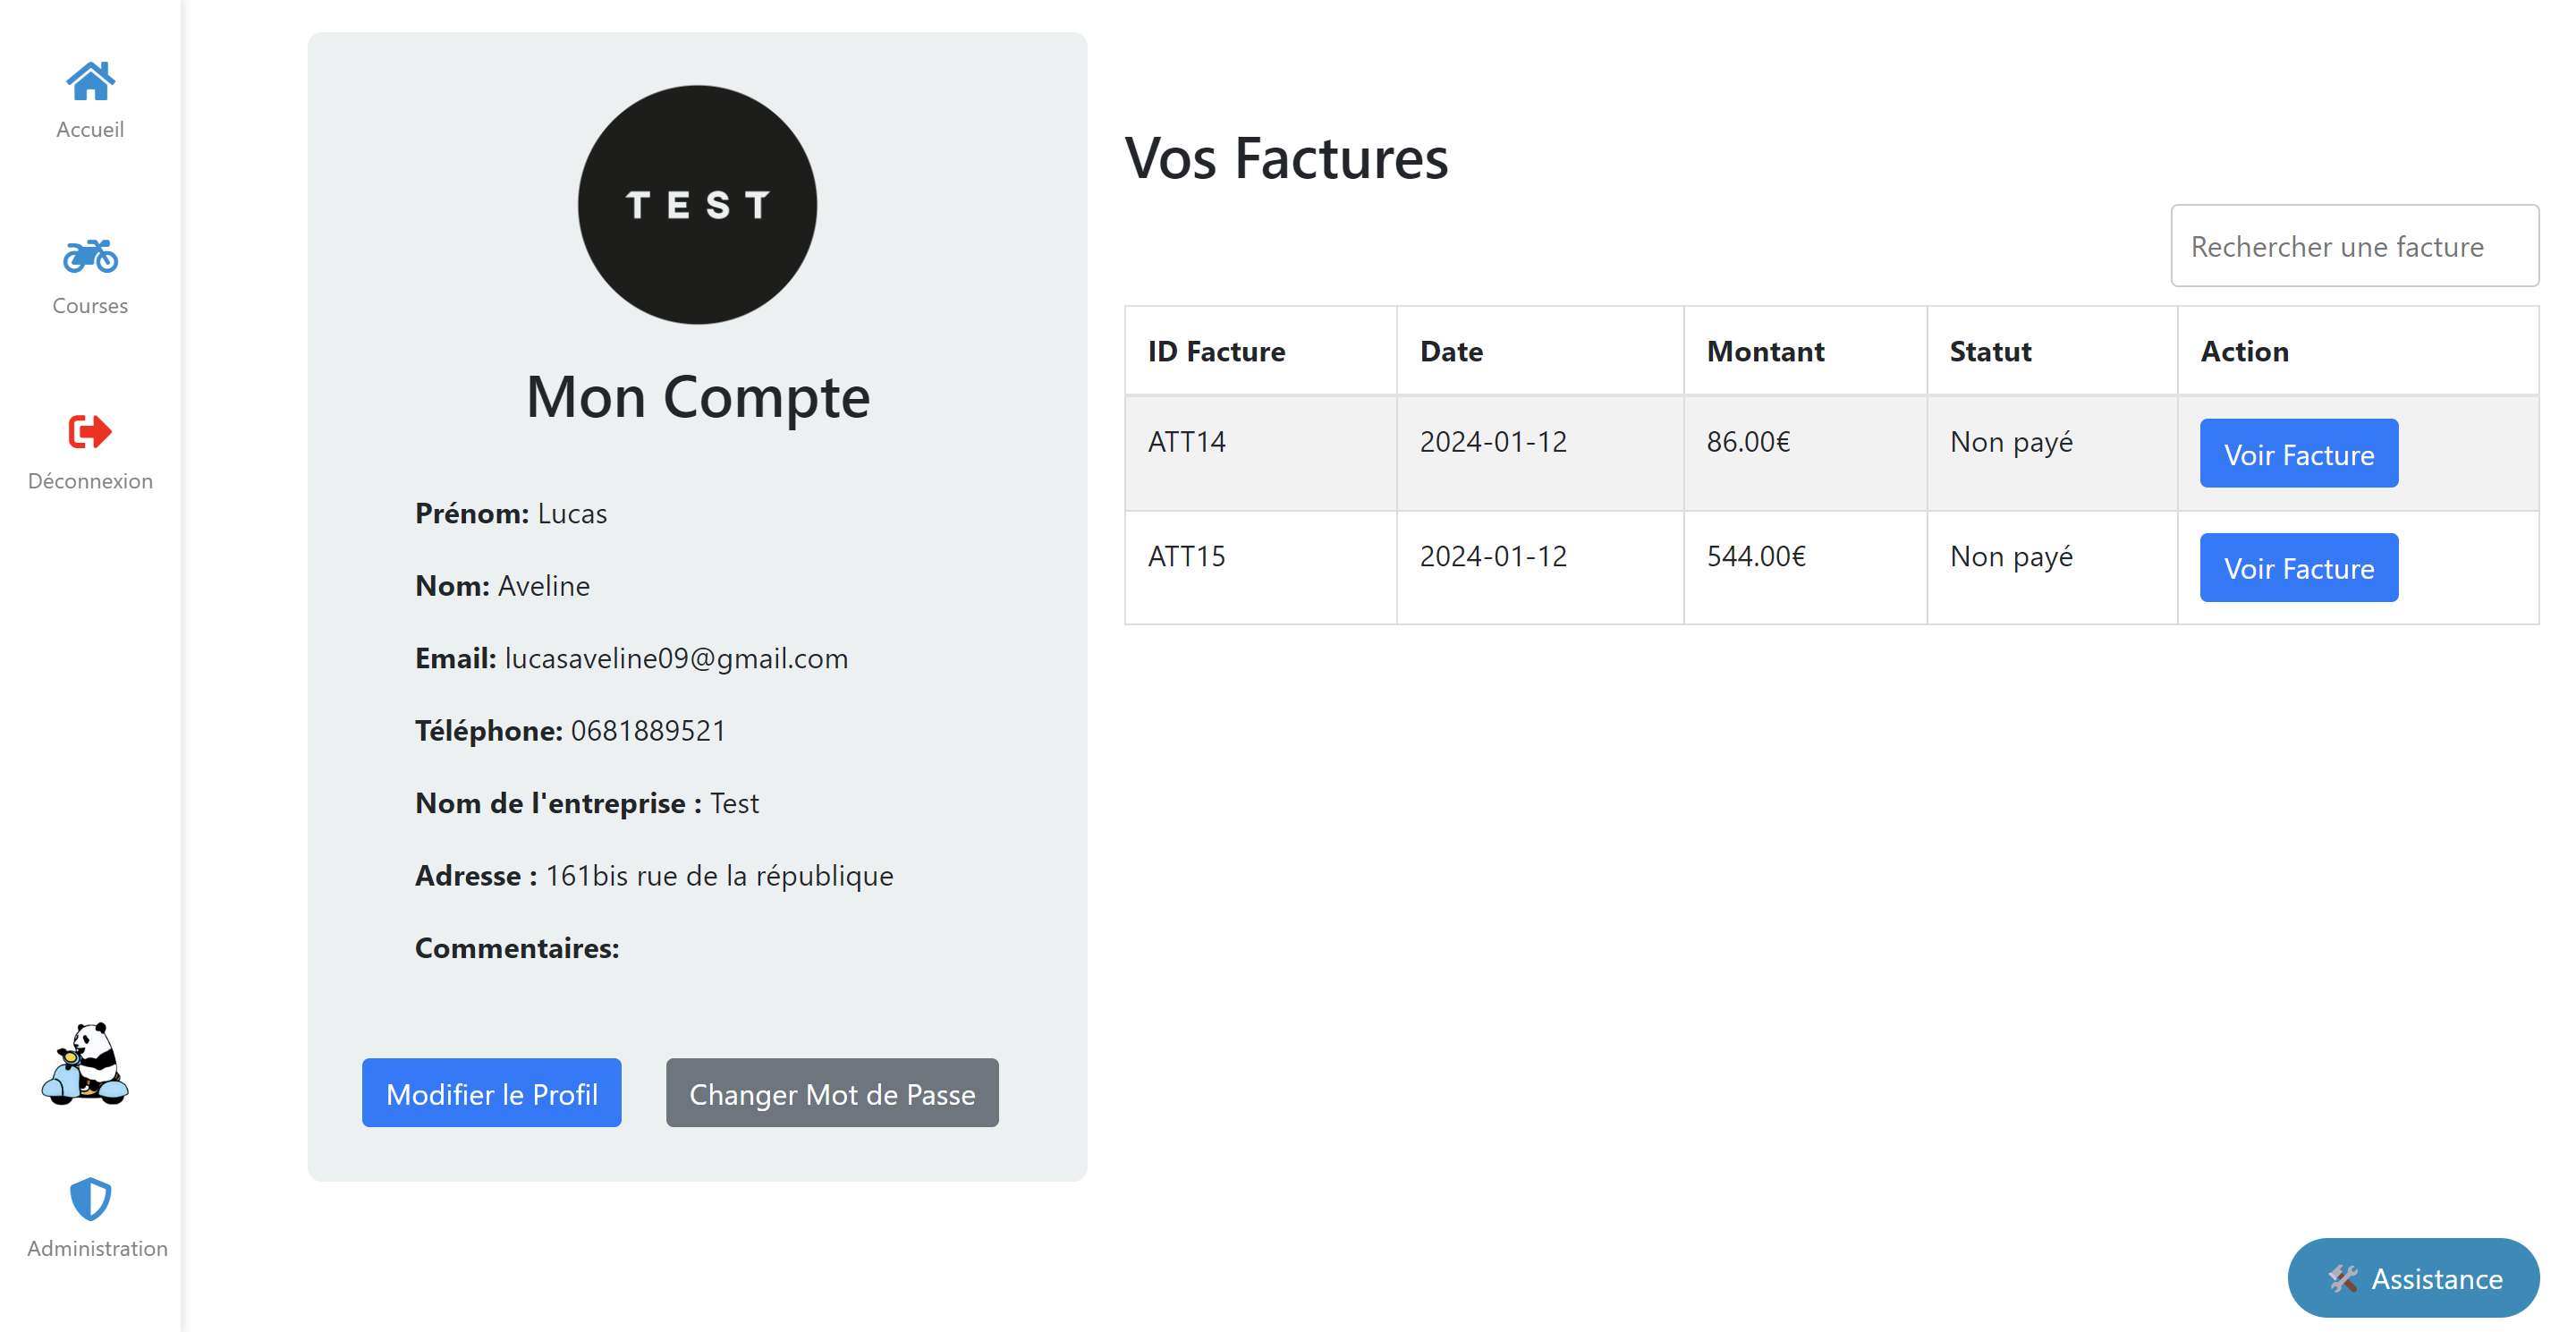 Accueil
Courses
Déconnexion
Administration
TEST
Mon Compte
Prénom: Lucas
Nom: Aveline
Email: lucasaveline09@gmail.com
Téléphone: 0681889521
Nom de l'entreprise : Test
Adresse : 161bis rue de la république
Commentaires:
Modifier le Profil Changer Mot de Passe
Vos Factures
Rechercher une facture
ID Facture Date Montant Statut Action
ATT14 2024-01-12 86.00€ Non payé Voir Facture
ATT15 2024-01-12 544.00€ Non payé Voir Facture
Assistance